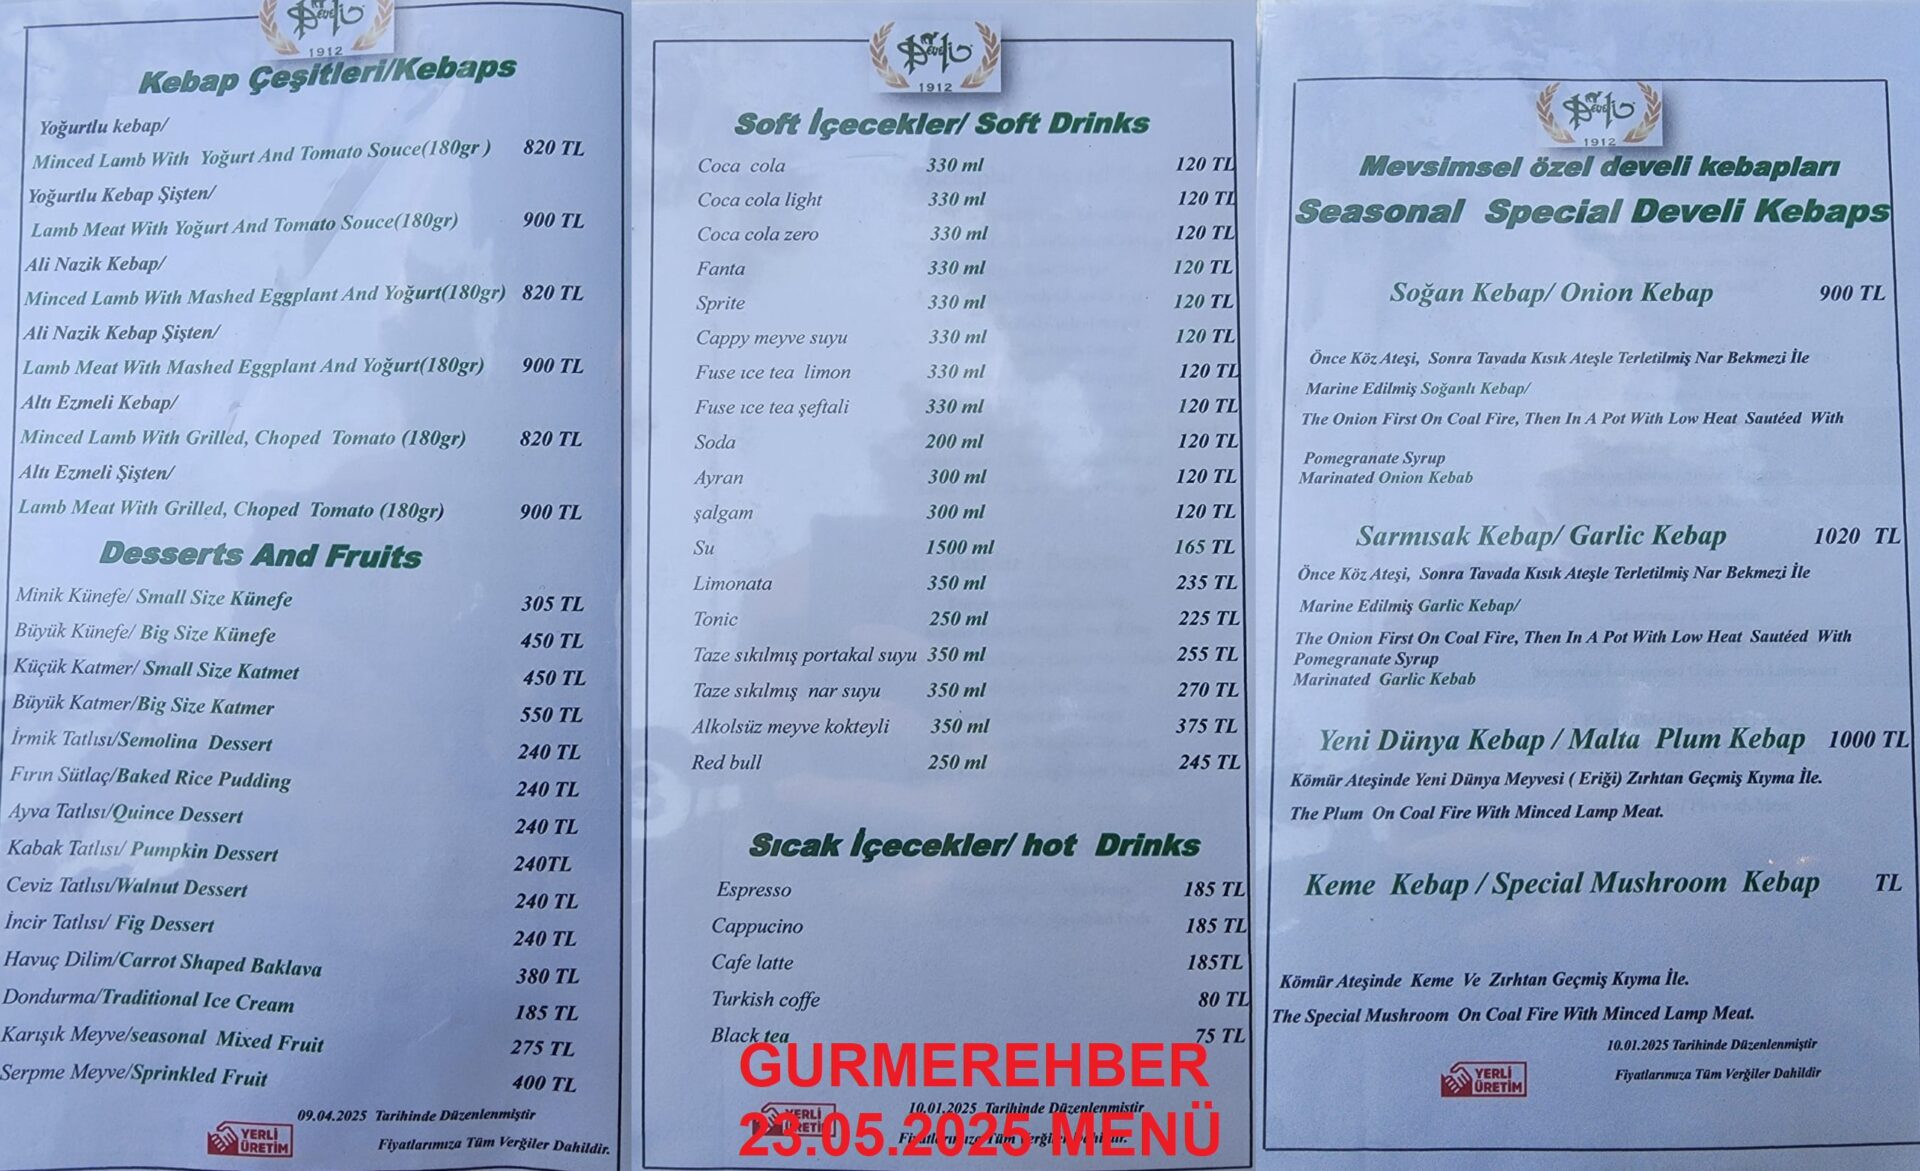 Develi
1912
Kebap Çeşitleri/Kebaps
Yoğurtlu kebap/
Minced Lamb With Yoğurt And Tomato Souce(180gr ) 820 TL
Yoğurtlu Kebap Şişten/
Lamb Meat With Yoğurt And Tomato Souce(180gr) 900 TL
Ali Nazik Kebap/
Minced Lamb With Mashed Eggplant And Yoğurt(180gr) 820 TL
Ali Nazik Kebap Şişten/
Lamb Meat With Mashed Eggplant And Yoğurt(180gr) 900 TL
Altı Ezmeli Kebap/
Minced Lamb With Grilled, Choped Tomato (180gr) 820 TL
Altı Ezmeli Şişten/
Lamb Meat With Grilled, Choped Tomato (180gr) 900 TL
Desserts And Fruits
Minik Künefe/ Small Size Künefe 305 TL
Büyük Künefe/ Big Size Künefe 450 TL
Küçük Katmer/ Small Size Katmet 450 TL
Büyük Katmer/Big Size Katmer 550 TL
İrmik Tatlısı/Semolina Dessert 240 TL
Fırın Sütlaç/Baked Rice Pudding 240 TL
Ayva Tatlısı/Quince Dessert 240 TL
Kabak Tatlısı/ Pumpkin Dessert 240TL
Ceviz Tatlısı/Walnut Dessert 240 TL
İncir Tatlısı/ Fig Dessert 240 TL
Havuç Dilim/Carrot Shaped Baklava 380 TL
Dondurma/Traditional Ice Cream 185 TL
Karışık Meyve/seasonal Mixed Fruit 275 TL
Serpme Meyve/Sprinkled Fruit 400 TL
09.04.2025 Tarihinde Düzenlenmiştir
YERLİ
ÜRETİM
Fiyatlarımıza Tüm Vergiler Dahildir.
Develi
1912
Soft İçecekler/ Soft Drinks
Coca cola 330 ml 120 TL
Coca cola light 330 ml 120 TL
Coca cola zero 330 ml 120 TL
Fanta 330 ml 120 TL
Sprite 330 ml 120 TL
Cappy meyve suyu 330 ml 120 TL
Fuse ıce tea limon 330 ml 120 TL
Fuse ıce tea şeftali 330 ml 120 TL
Soda 200 ml 120 TL
Ayran 300 ml 120 TL
şalgam 300 ml 120 TL
Su 1500 ml 165 TL
Limonata 350 ml 235 TL
Tonic 250 ml 225 TL
Taze sıkılmış portakal suyu 350 ml 255 TL
Taze sıkılmış nar suyu 350 ml 270 TL
Alkolsüz meyve kokteyli 350 ml 375 TL
Red bull 250 ml 245 TL
Sıcak İçecekler/ hot Drinks
Espresso 185 TL
Cappucino 185 TL
Cafe latte 185TL
Turkish coffe 80 TL
Black tea 75 TL
GURMEREHBER
10.01.2025 Tarihinde Düzenlenmiştir
YERLİ
23.05.2025 MENÜ
Fiyatlarımıza Tüm Vergiler Dahildir.
Develi
1912
Mevsimsel özel develi kebapları
Seasonal Special Develi Kebaps
Soğan Kebap/ Onion Kebap 900 TL
Önce Köz Ateşi, Sonra Tavada Kısık Ateşle Terletilmiş Nar Bekmezi İle
Marine Edilmiş Soğanlı Kebap/
The Onion First On Coal Fire, Then In A Pot With Low Heat Sautéed With
Pomegranate Syrup
Marinated Onion Kebab
Sarmısak Kebap/ Garlic Kebap 1020 TL
Önce Köz Ateşi, Sonra Tavada Kısık Ateşle Terletilmiş Nar Bekmezi İle
Marine Edilmiş Garlic Kebap/
The Onion First On Coal Fire, Then In A Pot With Low Heat Sautéed With
Pomegranate Syrup
Marinated Garlic Kebab
Yeni Dünya Kebap / Malta Plum Kebap 1000 TL
Kömür Ateşinde Yeni Dünya Meyvesi ( Eriği) Zırhtan Geçmiş Kıyma İle.
The Plum On Coal Fire With Minced Lamp Meat.
Keme Kebap / Special Mushroom Kebap TL
Kömür Ateşinde Keme Ve Zırhtan Geçmiş Kıyma İle.
The Special Mushroom On Coal Fire With Minced Lamp Meat.
10.01.2025 Tarihinde Düzenlenmiştir
YERLİ
ÜRETİM
Fiyatlarımıza Tüm Vergiler Dahildir